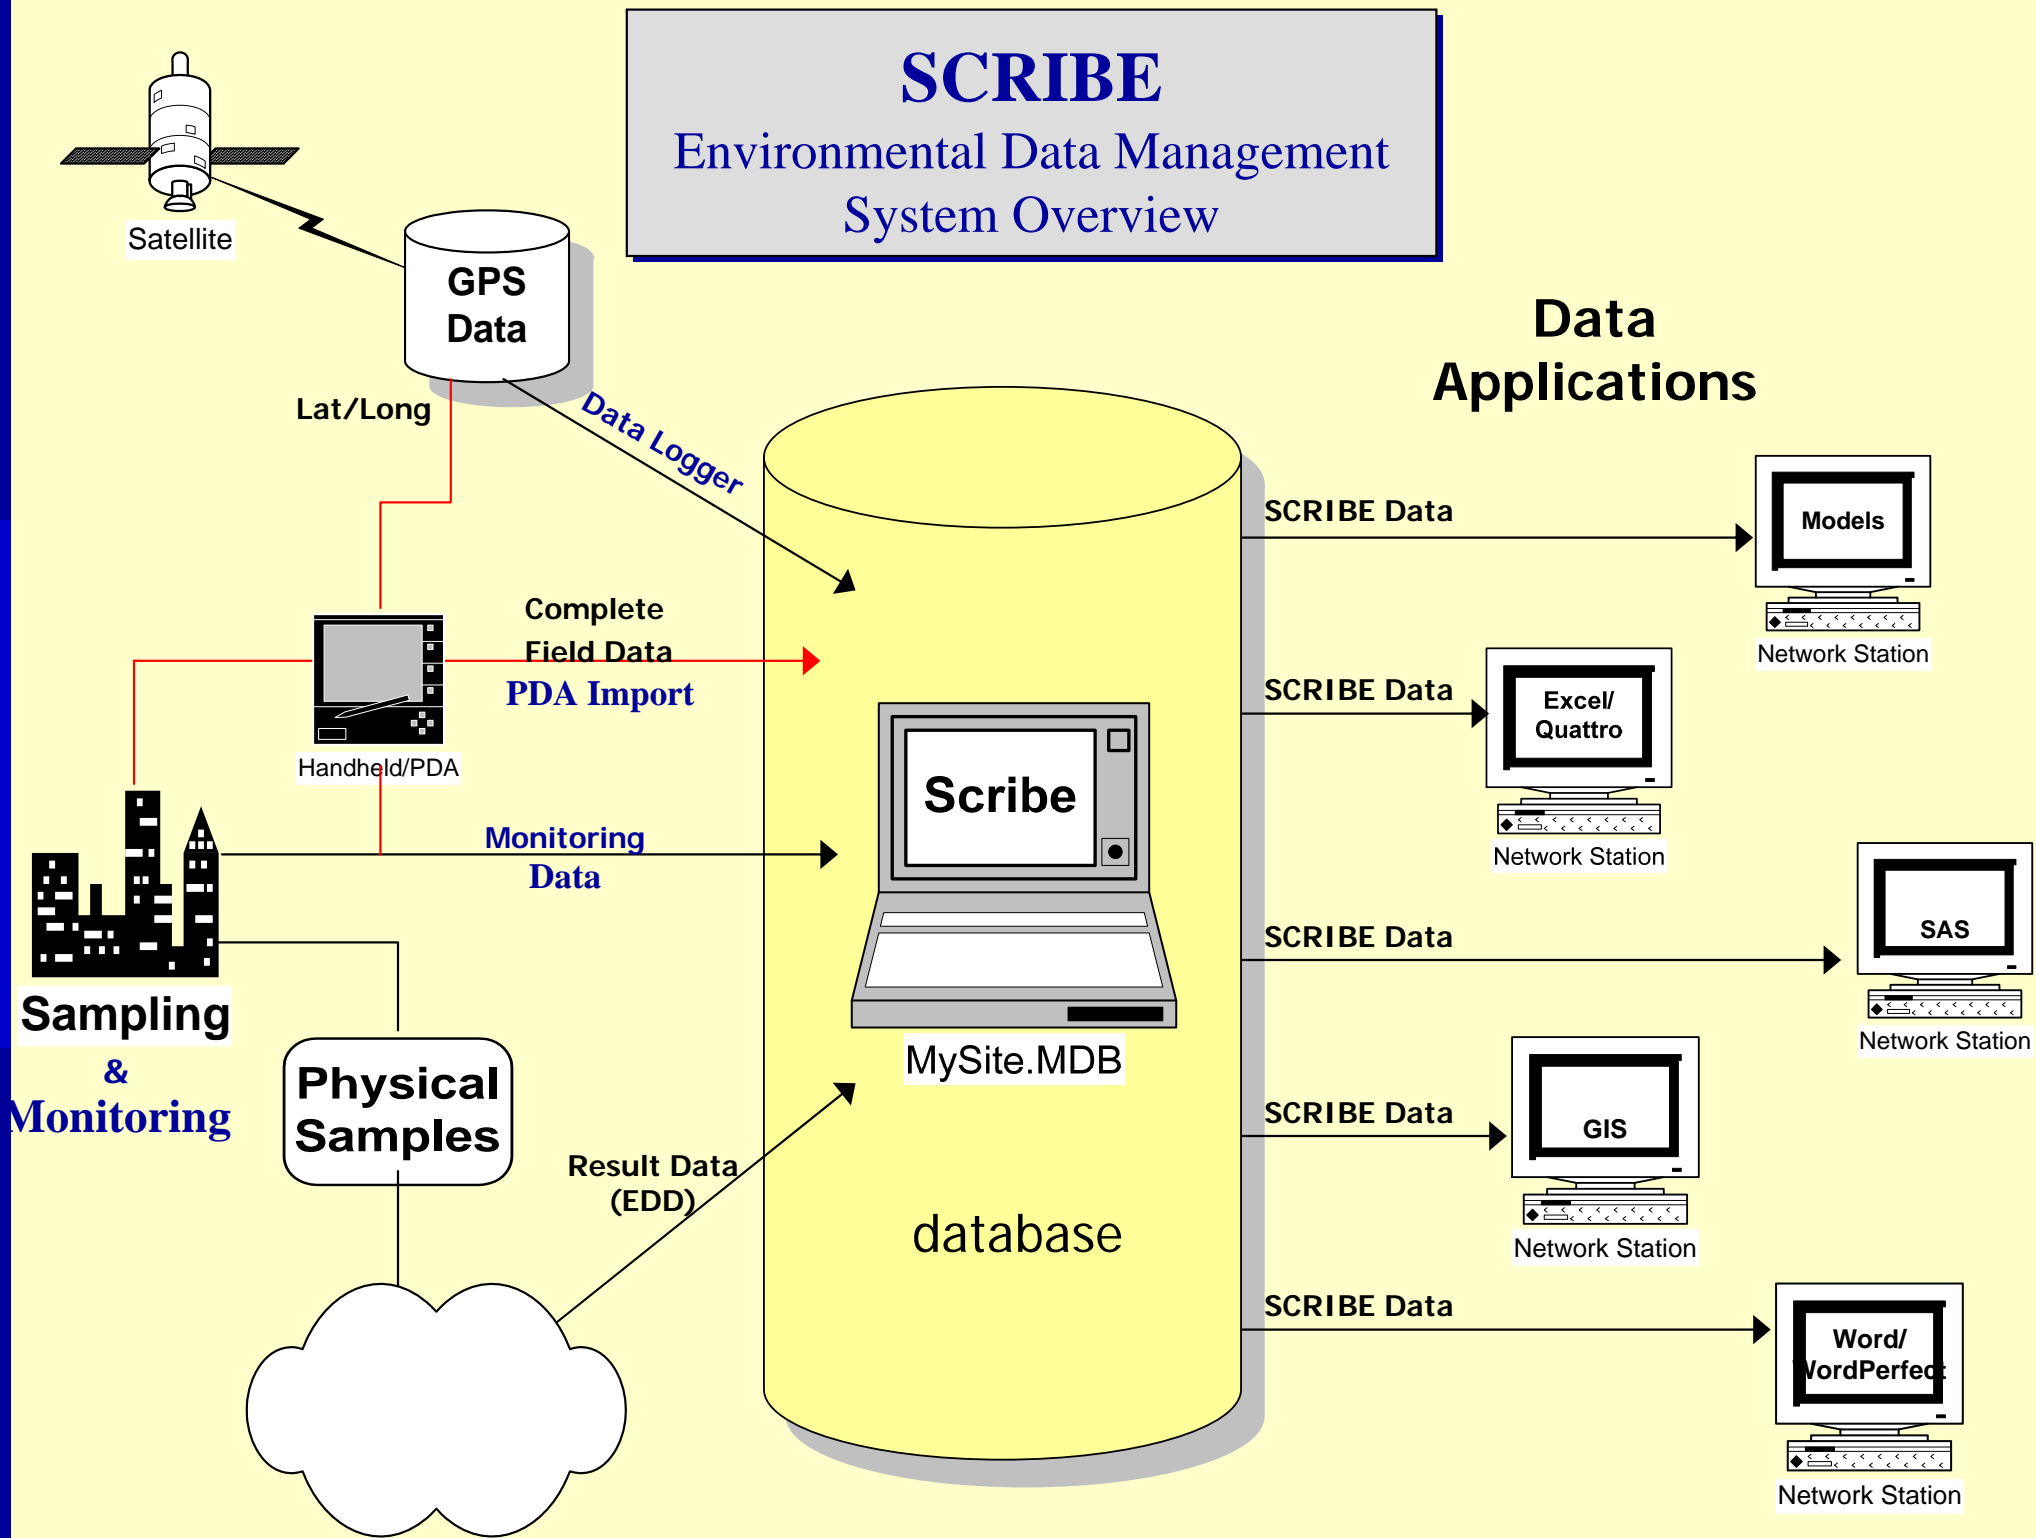 SCRIBE
Environmental Data Management
System Overview
Satellite
GPS
Data
Data
Applications
Lat/Long
Data Logger
SCRIBE Data
Models
Network Station
Complete
Field Data
PDA Import
Handheld/PDA
SCRIBE Data
Excel/
Quattro
Network Station
Scribe
Monitoring
Data
SCRIBE Data
SAS
Network Station
Sampling
&
Monitoring
MySite.MDB
Physical
Samples
SCRIBE Data
GIS
Network Station
Result Data
(EDD)
database
SCRIBE Data
Word/
WordPerfect
Network Station